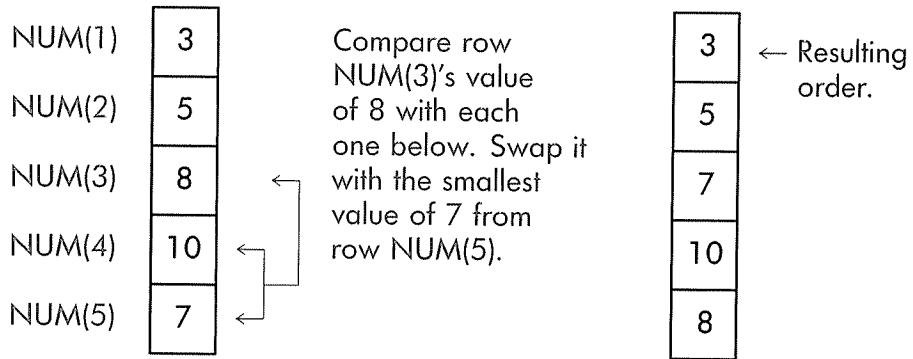 NUM(1) 3 Compare row 3 ← Resulting
NUM(3)'s value order.
NUM(2) 5 of 8 with each 5
one below. Swap it
NUM(3) 8 with the smallest 7
value of 7 from
NUM(4) 10 row NUM(5). 10
NUM(5) 7 8